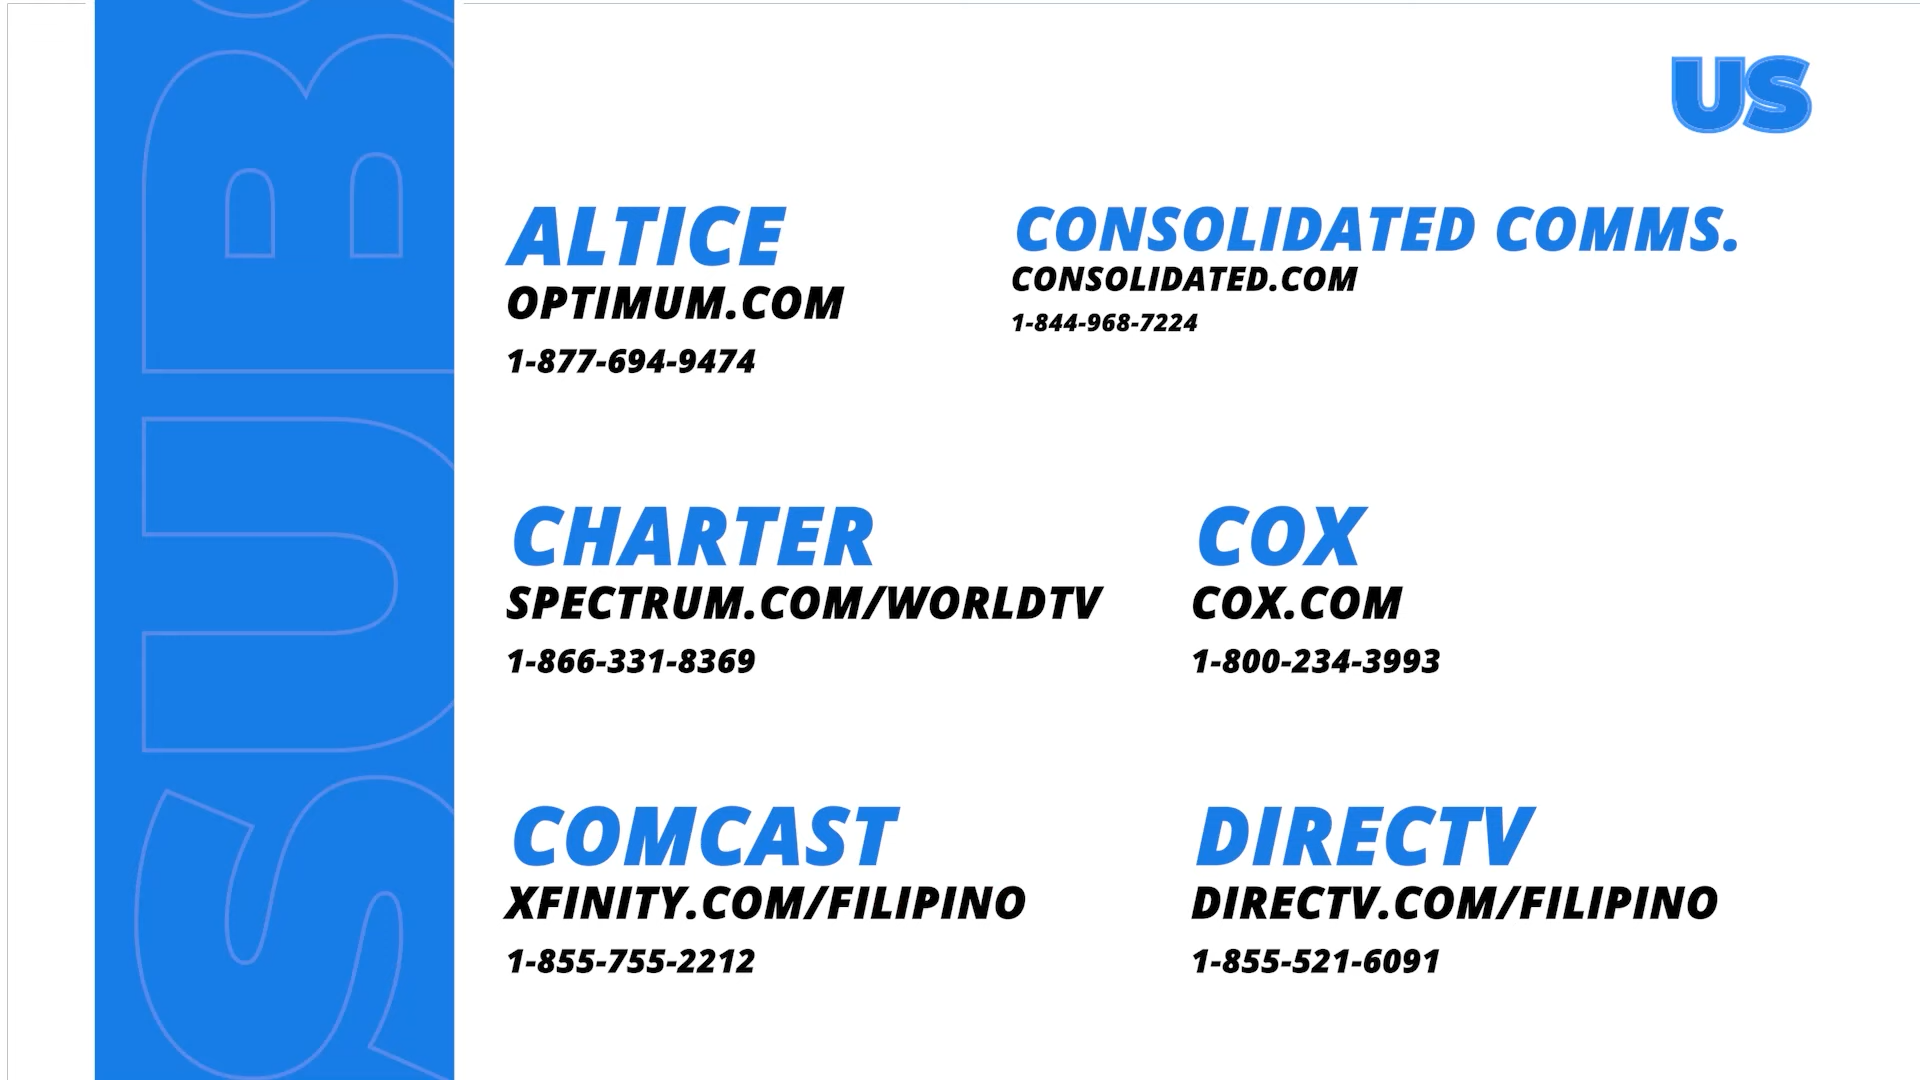 US
ALTICE
OPTIMUM.COM
1-877-694-9474
CONSOLIDATED COMMS.
CONSOLIDATED.COM
1-844-968-7224
CHARTER
SPECTRUM.COM/WORLDTV
1-866-331-8369
COX
COX.COM
1-800-234-3993
COMCAST
XFINITY.COM/FILIPINO
1-855-755-2212
DIRECTV
DIRECTV.COM/FILIPINO
1-855-521-6091
SUB